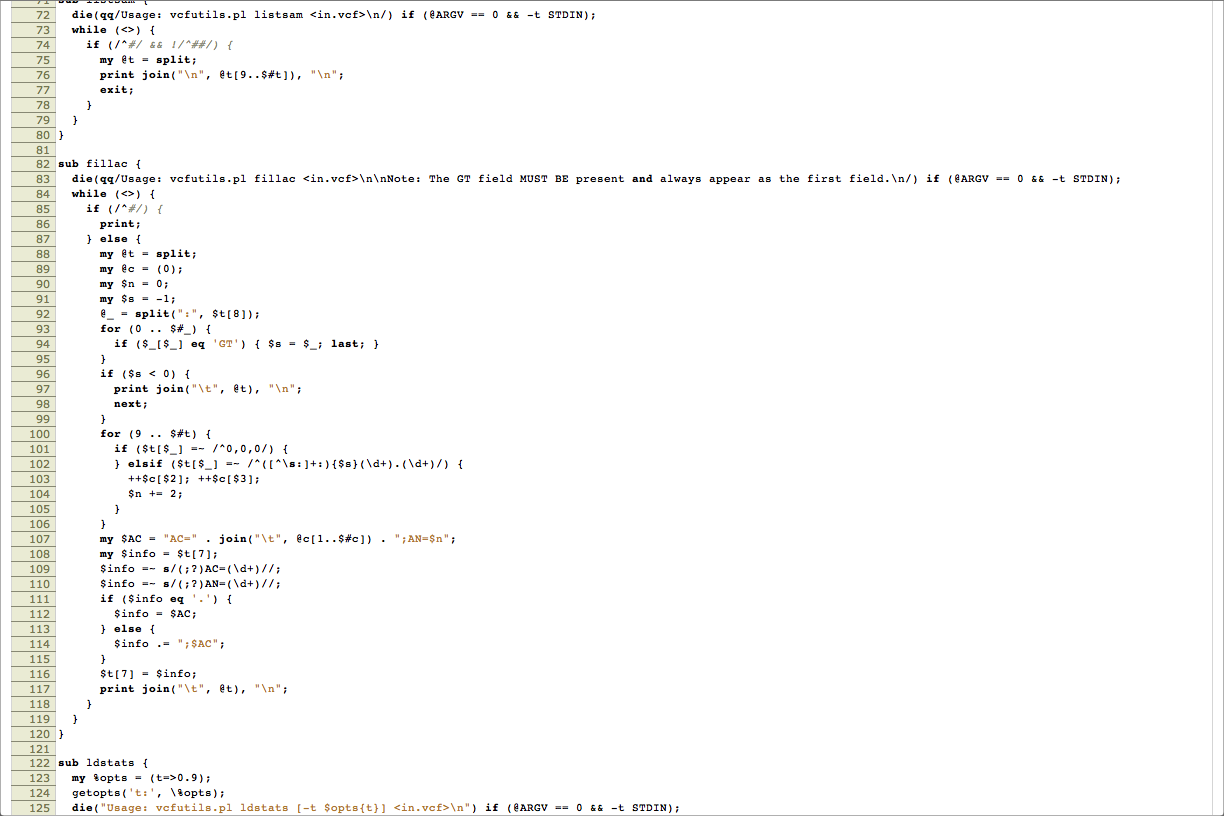 71 sub listsam {
72   die(qq/Usage: vcfutils.pl listsam <in.vcf>\n/) if (@ARGV == 0 && -t STDIN);
73   while (<>) {
74     if (/^#/ && !/^##/) {
75       my @t = split;
76       print join("\n", @t[9..$#t]), "\n";
77       exit;
78     }
79   }
80 }
81
82 sub fillac {
83   die(qq/Usage: vcfutils.pl fillac <in.vcf>\n\nNote: The GT field MUST BE present and always appear as the first field.\n/) if (@ARGV == 0 && -t STDIN);
84   while (<>) {
85     if (/^#/) {
86       print;
87     } else {
88       my @t = split;
89       my @c = (0);
90       my $n = 0;
91       my $s = -1;
92       @_ = split(":", $t[8]);
93       for (0 .. $#_) {
94         if ($_[$_] eq 'GT') { $s = $_; last; }
95       }
96       if ($s < 0) {
97         print join("\t", @t), "\n";
98         next;
99       }
100       for (9 .. $#t) {
101         if ($t[$_] =~ /^0,0,0/) {
102         } elsif ($t[$_] =~ /^([^\s:]+:){$s}(\d+).(\d+)/) {
103           ++$c[$2]; ++$c[$3];
104           $n += 2;
105         }
106       }
107       my $AC = "AC=" . join("\t", @c[1..$#c]) . ";AN=$n";
108       my $info = $t[7];
109       $info =~ s/(;?)AC=(\d+)//;
110       $info =~ s/(;?)AN=(\d+)//;
111       if ($info eq '.') {
112         $info = $AC;
113       } else {
114         $info .= ";$AC";
115       }
116       $t[7] = $info;
117       print join("\t", @t), "\n";
118     }
119   }
120 }
121
122 sub ldstats {
123   my %opts = (t=>0.9);
124   getopts('t:', \%opts);
125   die("Usage: vcfutils.pl ldstats [-t $opts{t}] <in.vcf>\n") if (@ARGV == 0 && -t STDIN);